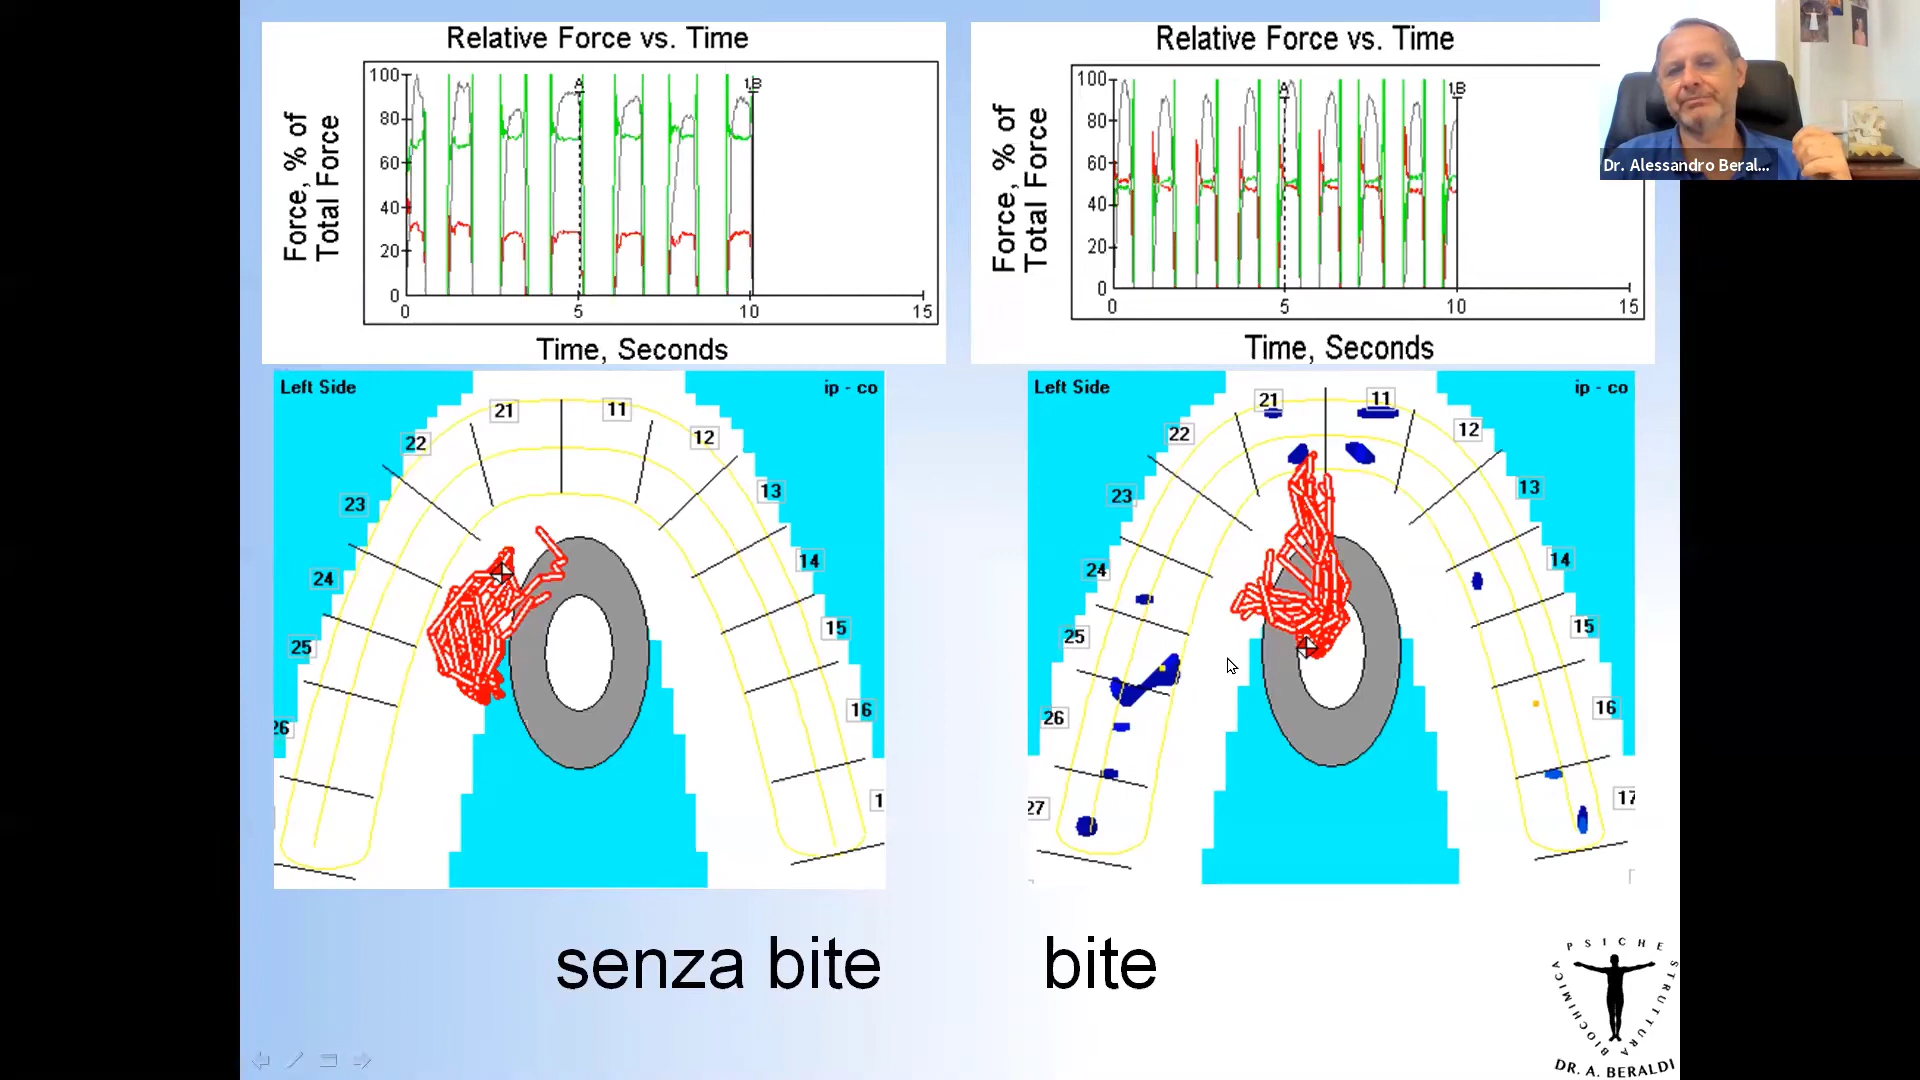 Relative Force vs. Time
Force, % of
Total Force
100
80
60
40
20
0
A
1B
0
5
10
15
Time, Seconds
Relative Force vs. Time
Force, % of
Total Force
100
80
60
40
20
0
A
1B
0
5
10
15
Time, Seconds
Dr. Alessandro Beral...
Left Side
ip - co
21
11
22
12
23
13
24
14
25
15
26
16
1
Left Side
ip - co
21
11
22
12
23
13
24
14
25
15
26
16
27
17
senza bite
bite
PSICHE
STRUTTURA
BIOCHIMICA
DR. A. BERALDI